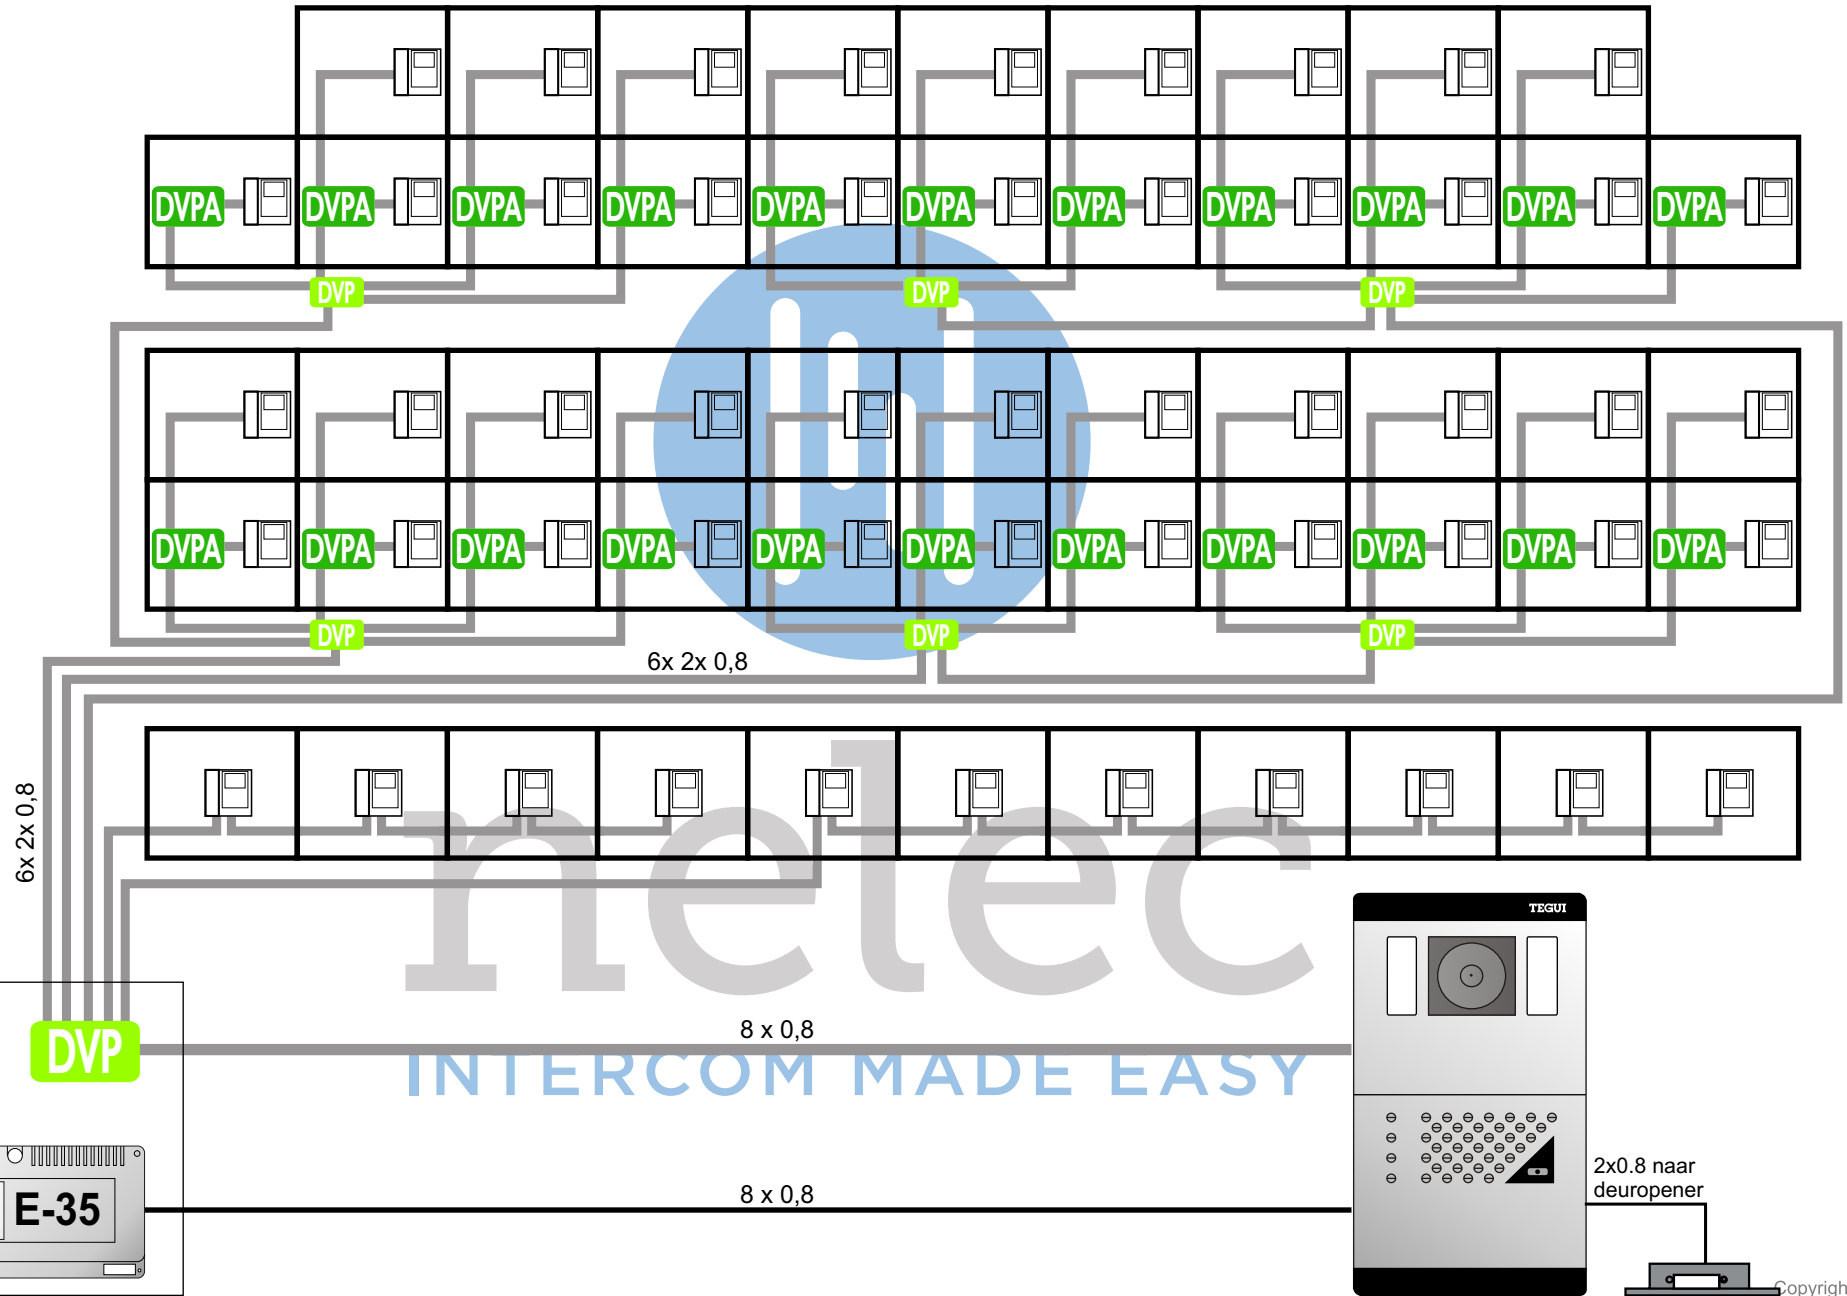 DVPA DVPA DVPA DVPA DVPA DVPA DVPA DVPA DVPA DVPA DVPA
DVP DVP DVP
DVPA DVPA DVPA DVPA DVPA DVPA DVPA DVPA DVPA DVPA DVPA
DVP DVP DVP
6x 2x 0,8
6x 2x 0,8
nelec
TEGUI
8 x 0,8
DVP
INTERCOM MADE EASY
2x0.8 naar
deuropener
8 x 0,8
E-35